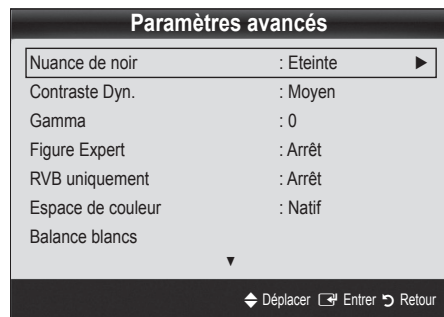 Paramètres avancés
Nuance de noir : Eteinte ►
Contraste Dyn. : Moyen
Gamma : 0
Figure Expert : Arrêt
RVB uniquement : Arrêt
Espace de couleur : Natif
Balance blancs
▼
Déplacer Entrer Retour